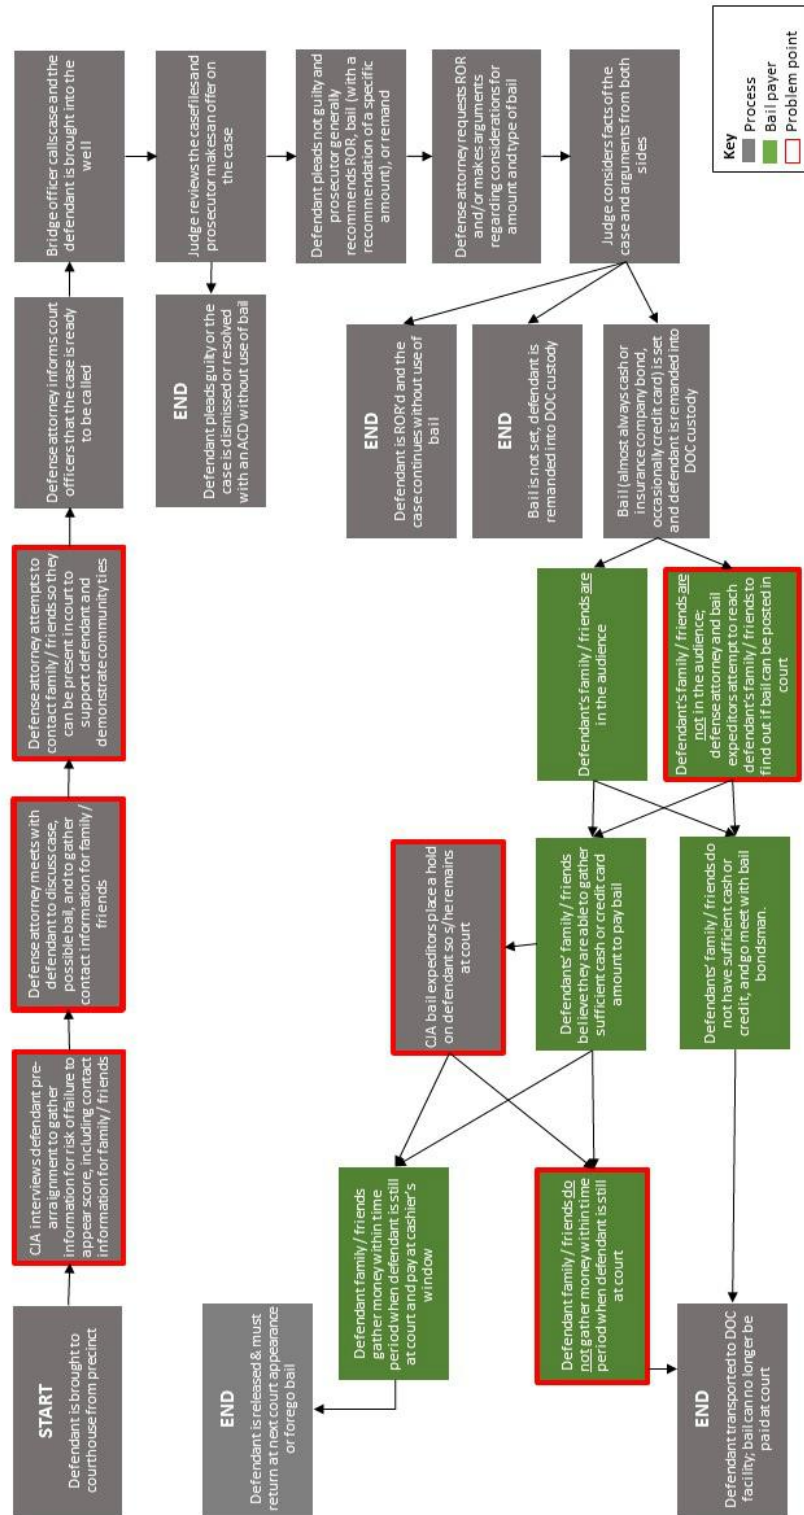 START
Defendant is brought to
courthouse from precinct
CJA interviews defendant pre-
arraignment to gather
information for risk of failure to
appear score, including contact
information for family / friends
Defense attorney meets with
defendant to discuss case,
possible bail, and to gather
contact information for family /
friends
Defense attorney attempts to
contact family / friends so they
can be present in court to
support defendant and
demonstrate community ties
Defense attorney informs court
officers that the case is ready
to be called
Bridge officer calls case and the
defendant is brought into the
well
Judge reviews the casefiles and
prosecutor makes an offer on
the case
END
Defendant pleads guilty or the
case is dismissed or resolved
with an ACD without use of bail
Defendant pleads not guilty and
prosecutor generally
recommends ROR, bail (with a
recommendation of a specific
amount), or remand
Defense attorney requests ROR
and/or makes arguments
regarding considerations for
amount and type of bail
Judge considers facts of the
case and arguments from both
sides
END
Defendant is ROR'd and the
case continues without use of
bail
END
Bail is not set, defendant is
remanded into DOC custody
Bail (almost always cash or
insurance company bond,
occasionally credit card) is set
and defendant is remanded into
DOC custody
Defendant's family / friends are
in the audience
Defendant's family / friends are
not in the audience;
defense attorney and bail
expeditors attempt to reach
defendant's family / friends to
find out if bail can be posted in
court
CJA bail expeditors place a hold
on defendant so s/he remains
at court
Defendants' family / friends
believe they are able to gather
sufficient cash or credit card
amount to pay bail
Defendants' family / friends do
not have sufficient cash or
credit, and go meet with bail
bondsman.
Defendant family / friends
gather money within time
period when defendant is still
at court and pay at cashier's
window
Defendant family / friends do
not gather money within time
period when defendant is still
at court
END
Defendant is released & must
return at next court appearance
or forego bail
END
Defendant transported to DOC
facility; bail can no longer be
paid at court
Key
Process
Bail payer
Problem point